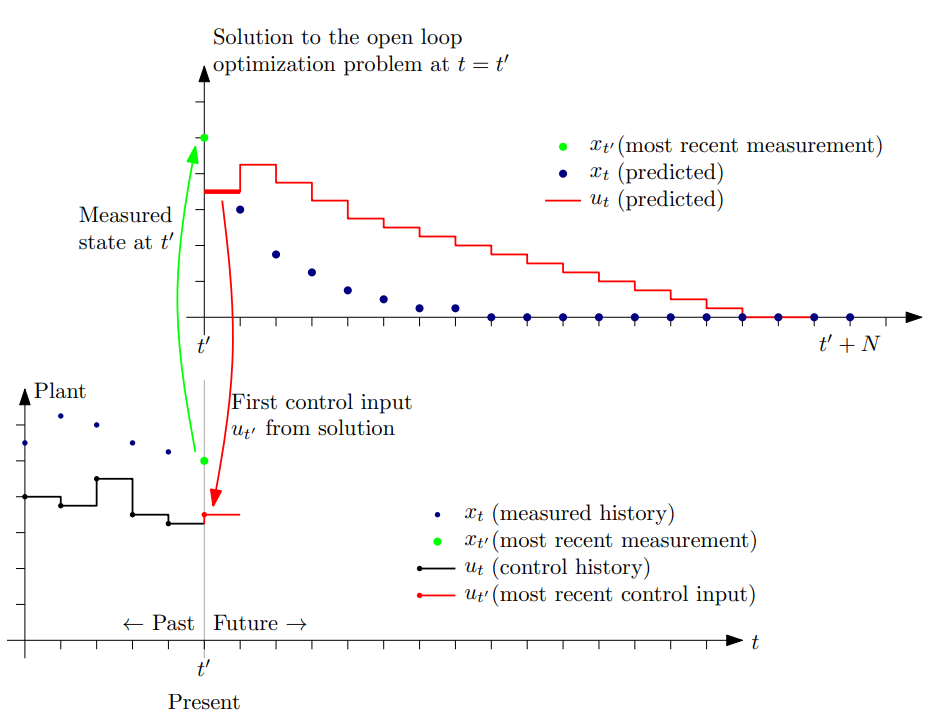 Solution to the open loop
optimization problem at t = t′
x_{t′}(most recent measurement)
x_t (predicted)
u_t (predicted)
Measured
state at t′
t′
t′ + N
Plant
First control input
u_{t′} from solution
x_t (measured history)
x_{t′}(most recent measurement)
u_t (control history)
u_{t′}(most recent control input)
← Past
Future →
t
t′
Present